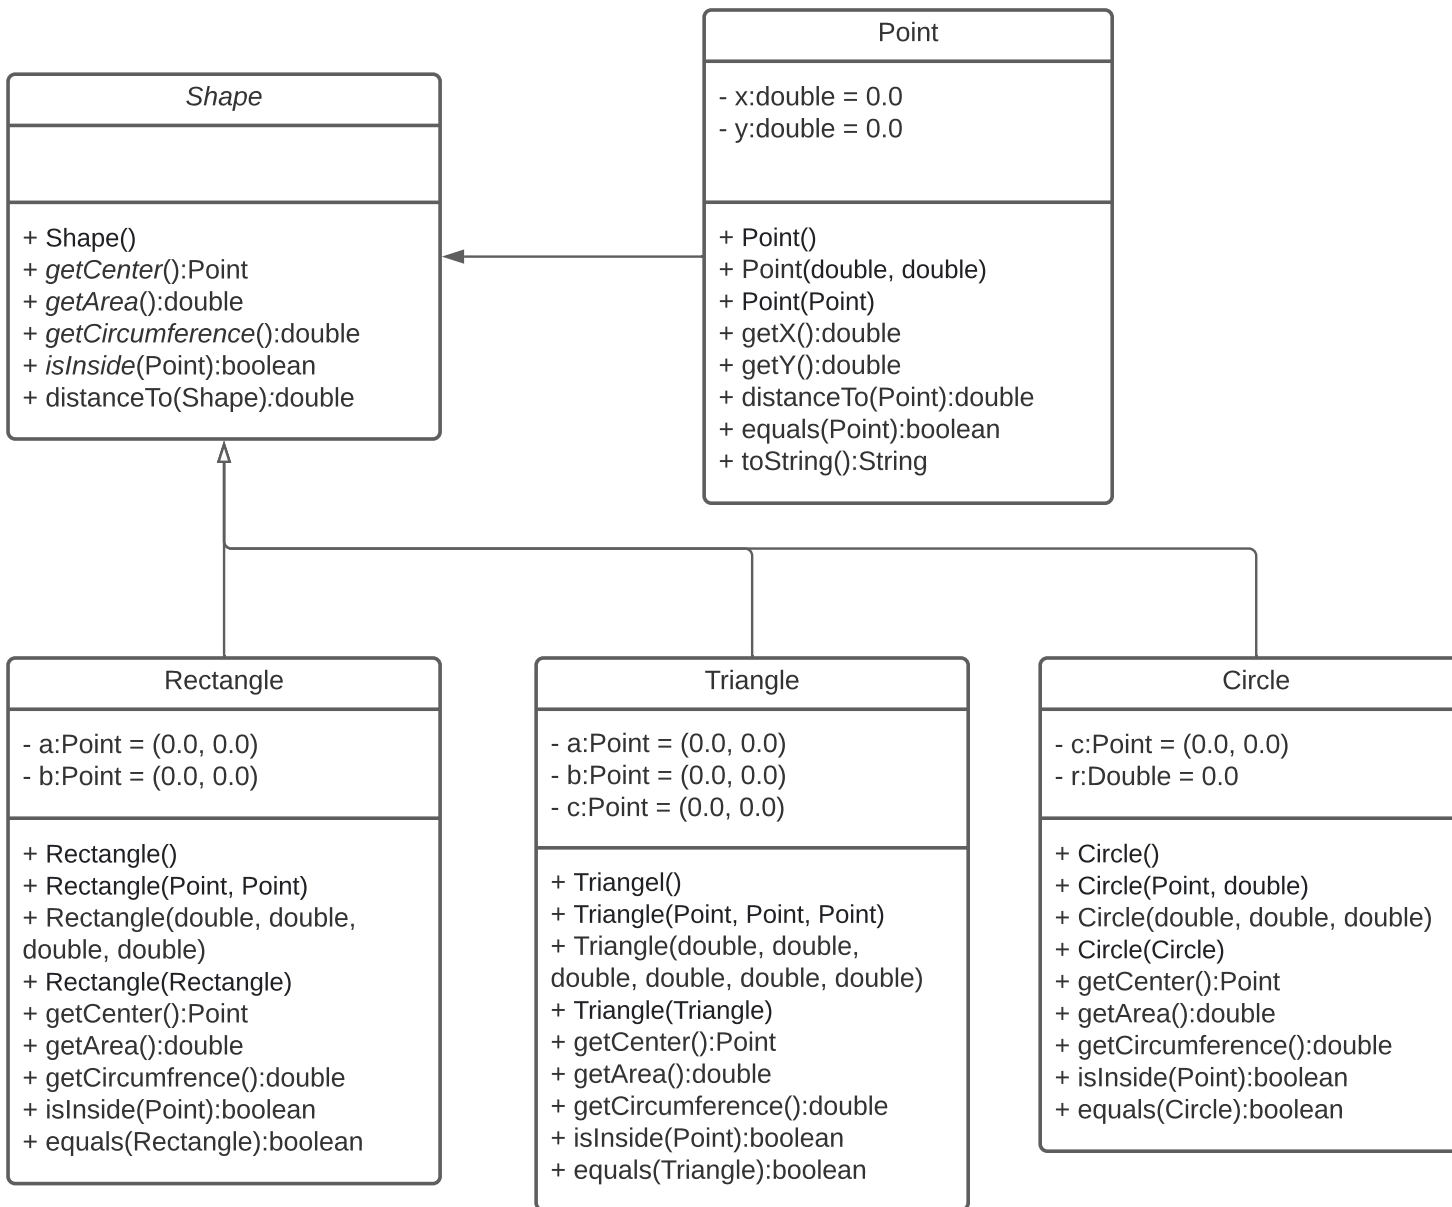 Shape
+ Shape()
+ getCenter():Point
+ getArea():double
+ getCircumference():double
+ isInside(Point):boolean
+ distanceTo(Shape):double
Point
- x:double = 0.0
- y:double = 0.0
+ Point()
+ Point(double, double)
+ Point(Point)
+ getX():double
+ getY():double
+ distanceTo(Point):double
+ equals(Point):boolean
+ toString():String
Rectangle
- a:Point = (0.0, 0.0)
- b:Point = (0.0, 0.0)
+ Rectangle()
+ Rectangle(Point, Point)
+ Rectangle(double, double,
double, double)
+ Rectangle(Rectangle)
+ getCenter():Point
+ getArea():double
+ getCircumfrence():double
+ isInside(Point):boolean
+ equals(Rectangle):boolean
Triangle
- a:Point = (0.0, 0.0)
- b:Point = (0.0, 0.0)
- c:Point = (0.0, 0.0)
+ Triangel()
+ Triangle(Point, Point, Point)
+ Triangle(double, double,
double, double, double, double)
+ Triangle(Triangle)
+ getCenter():Point
+ getArea():double
+ getCircumference():double
+ isInside(Point):boolean
+ equals(Triangle):boolean
Circle
- c:Point = (0.0, 0.0)
- r:Double = 0.0
+ Circle()
+ Circle(Point, double)
+ Circle(double, double, double)
+ Circle(Circle)
+ getCenter():Point
+ getArea():double
+ getCircumference():double
+ isInside(Point):boolean
+ equals(Circle):boolean